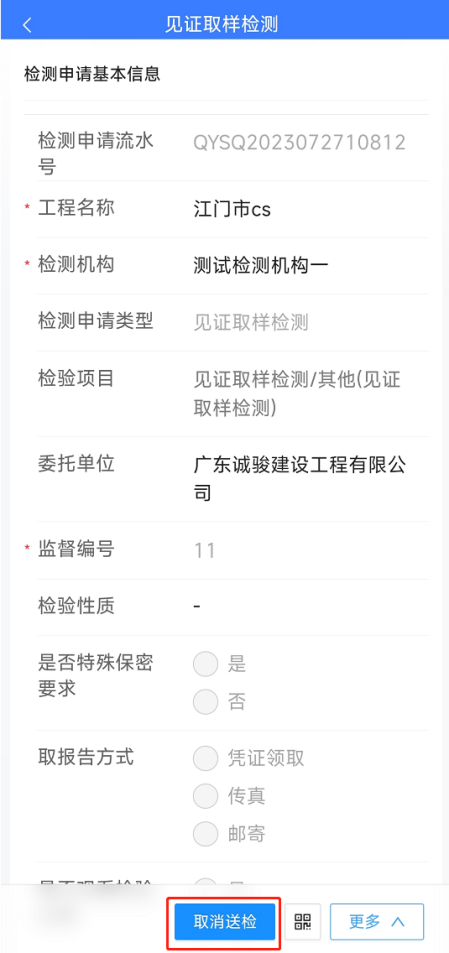 见证取样检测
检测申请基本信息
检测申请流水
号
QYSQ2023072710812
* 工程名称
江门市cs
* 检测机构
测试检测机构一
检测申请类型
见证取样检测
检验项目
见证取样检测/其他(见证
取样检测)
委托单位
广东诚骏建设工程有限公
司
* 监督编号
11
检验性质
-
是否特殊保密
要求
是
否
取报告方式
凭证领取
传真
邮寄
取消送检
更多